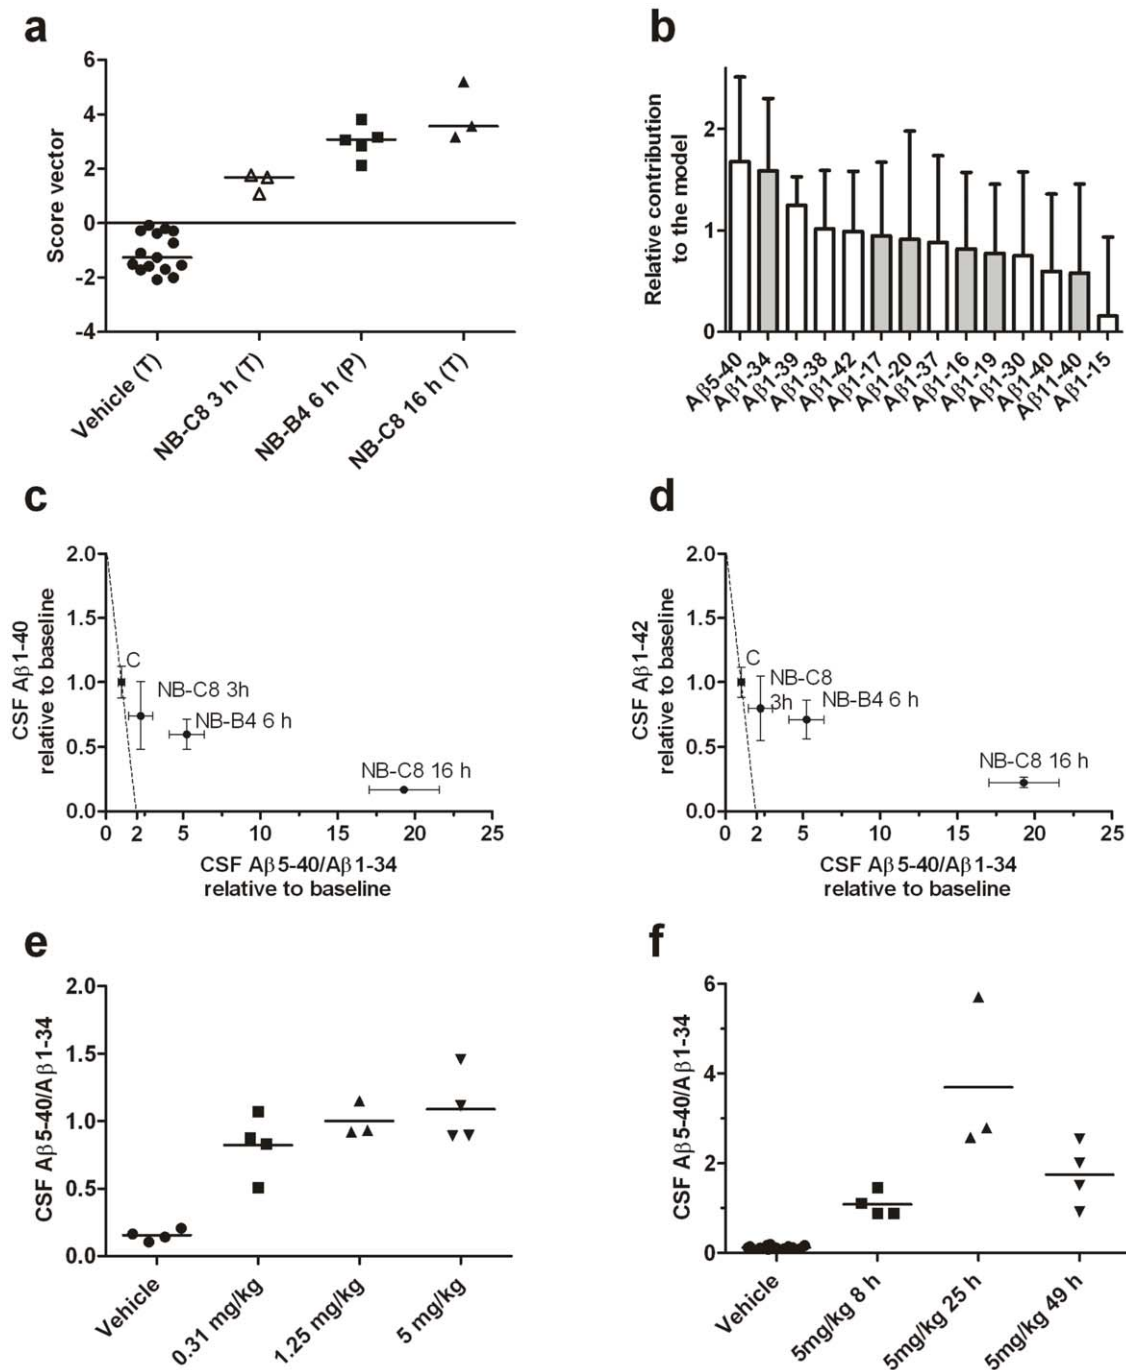 a
6
4
2
0
-2
-4
Score vector
Vehicle (T)
NB-C8 3 h (T)
NB-B4 6 h (P)
NB-C8 16 h (T)
b
2
1
0
Relative contribution
to the model
Aβ5-40
Aβ1-34
Aβ1-39
Aβ1-38
Aβ1-42
Aβ1-17
Aβ1-20
Aβ1-37
Aβ1-16
Aβ1-19
Aβ1-30
Aβ1-40
Aβ11-40
Aβ1-15
c
2.0
1.5
1.0
0.5
0.0
CSF Aβ1-40
relative to baseline
C
NB-C8 3h
NB-B4 6 h
NB-C8 16 h
0 2 5 10 15 20 25
CSF Aβ5-40/Aβ1-34
relative to baseline
d
2.0
1.5
1.0
0.5
0.0
CSF Aβ1-42
relative to baseline
C
NB-C8
3h
NB-B4 6 h
NB-C8 16 h
0 2 5 10 15 20 25
CSF Aβ5-40/Aβ1-34
relative to baseline
e
2.0
1.5
1.0
0.5
0.0
CSF Aβ5-40/Aβ1-34
Vehicle
0.31 mg/kg
1.25 mg/kg
5 mg/kg
f
6
4
2
0
CSF Aβ5-40/Aβ1-34
Vehicle
5mg/kg 8 h
5mg/kg 25 h
5mg/kg 49 h